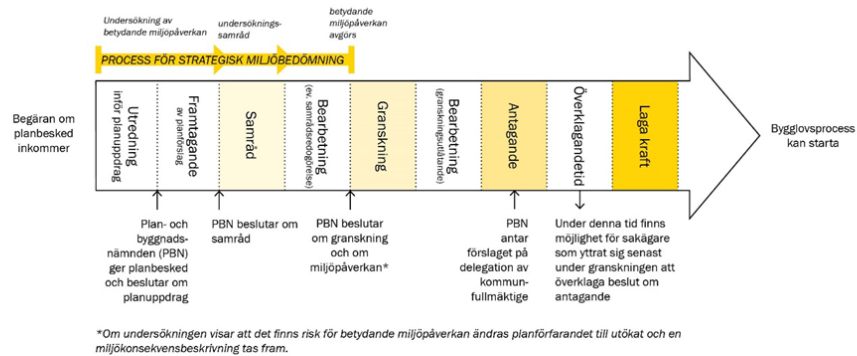 Undersökning av
betydande miljöpåverkan
undersöknings-
samråd
betydande
miljöpåverkan
avgörs
PROCESS FÖR STRATEGISK MILJÖBEDÖMNING
Begäran om
planbesked
inkommer
Utredning
inför planuppdrag
Framtagande
av planförslag
Samråd
Bearbetning
(ev. samrådsredogörelse)
Granskning
Bearbetning
(granskningsutlåtande)
Antagande
Överklagandetid
Laga kraft
Bygglovsprocess
kan starta
Plan- och
byggnads-
nämnden (PBN)
ger planbesked
och beslutar om
planuppdrag
PBN beslutar om
samråd
PBN beslutar
om granskning
och om
miljöpåverkan*
PBN
antar
förslaget på
delegation av
kommun-
fullmäktige
Under denna tid finns
möjlighet för sakägare
som yttrat sig senast
under granskningen att
överklaga beslut om
antagande
*Om undersökningen visar att det finns risk för betydande miljöpåverkan ändras planförfarandet till utökat och en
miljökonsekvensbeskrivning tas fram.